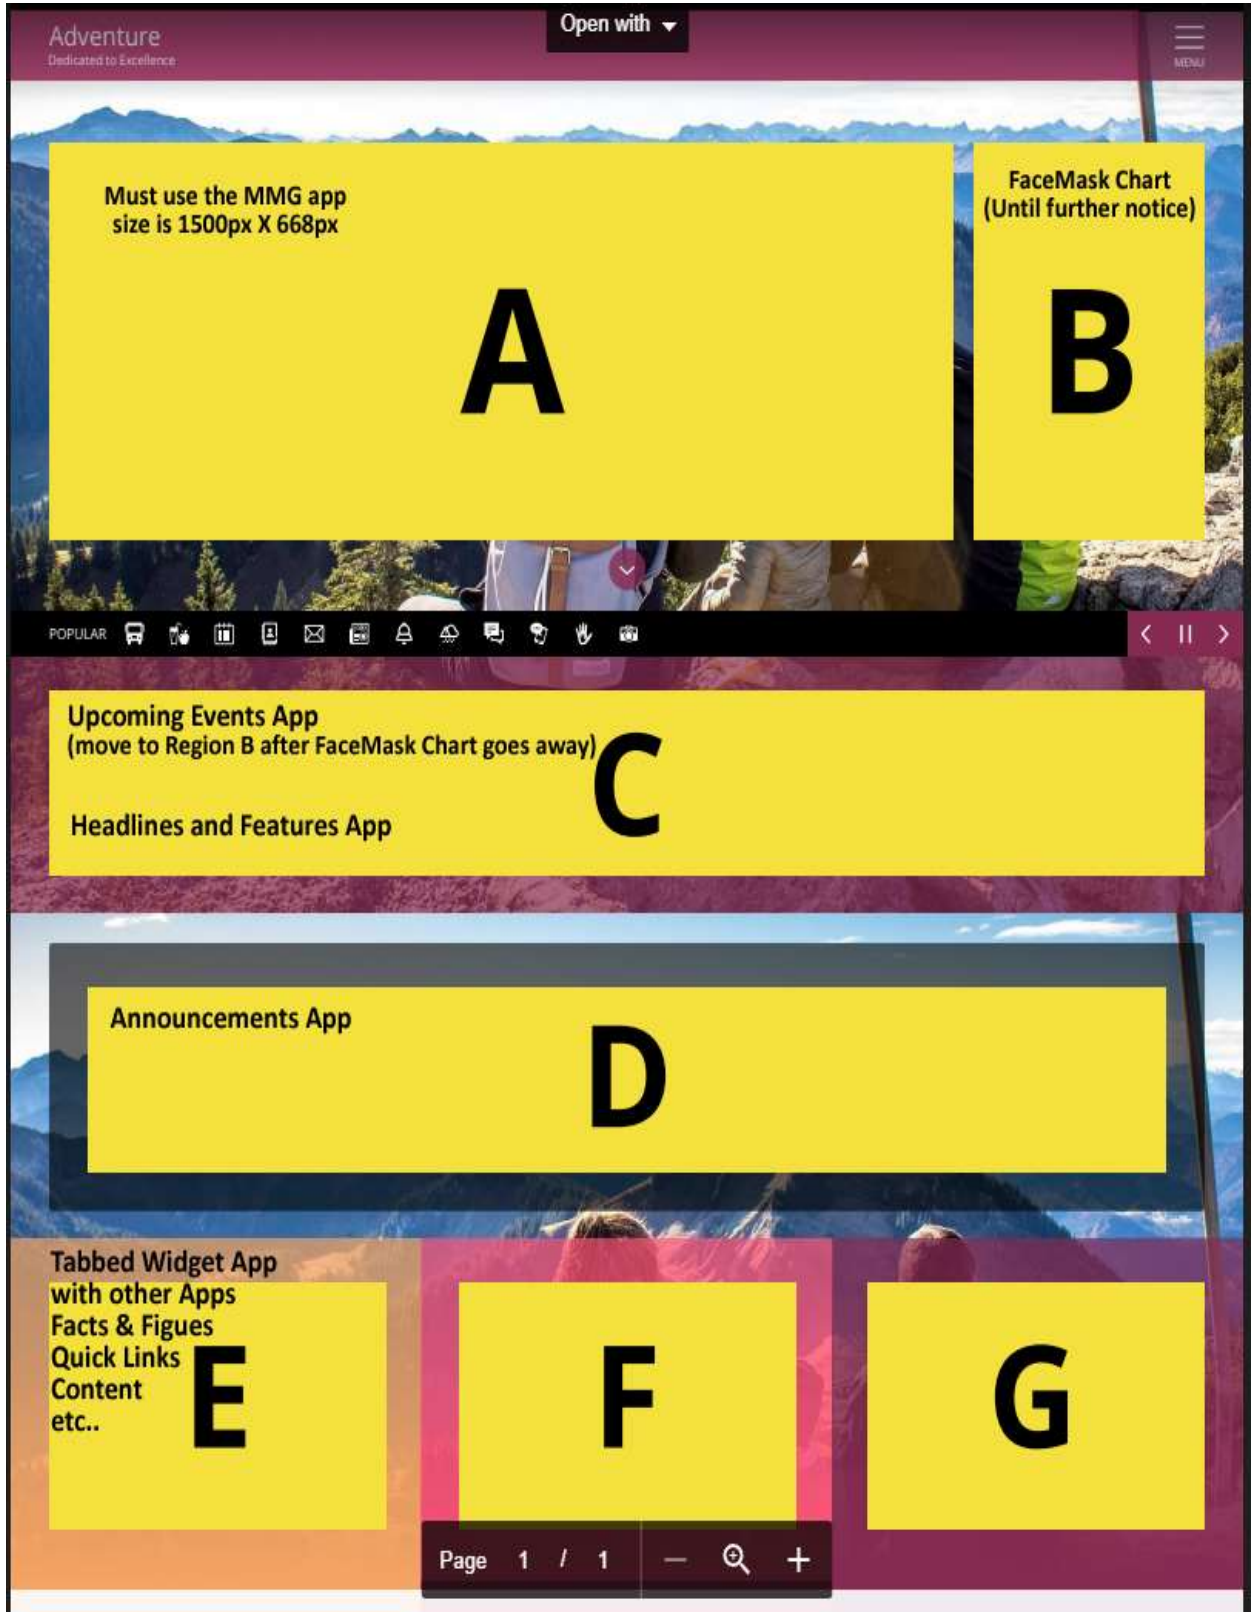 Adventure
Dedicated to Excellence
Open with
MENU
Must use the MMG app
size is 1500px X 668px
A
FaceMask Chart
(Until further notice)
B
POPULAR
Upcoming Events App
(move to Region B after FaceMask Chart goes away)
C
Headlines and Features App
Announcements App
D
Tabbed Widget App
with other Apps
Facts & Figues
Quick Links
Content
etc..
E
F
G
Page 1 / 1